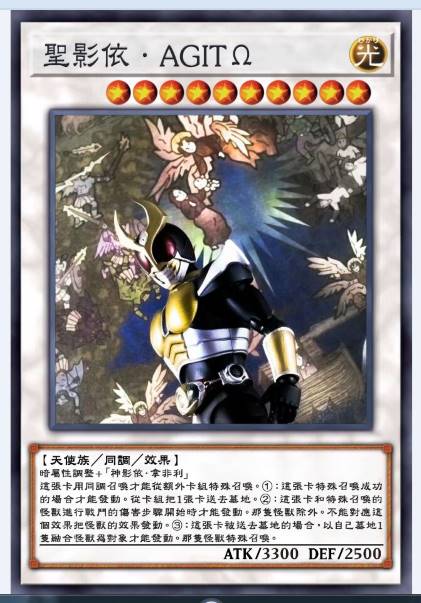 聖影依・AGITΩ
光
【天使族／同調／效果】
暗屬性調整＋「神影依·拿非利」
這張卡用同調召喚才能從額外卡組特殊召喚。①：這張卡特殊召喚成功
的場合才能發動。從卡組把1張卡送去墓地。②：這張卡和特殊召喚的
怪獸進行戰鬥的傷害步驟開始時才能發動。那隻怪獸除外。不能對應這
個效果把怪獸的效果發動。③：這張卡被送去墓地的場合，以自己墓地1
隻融合怪獸爲對象才能發動。那隻怪獸特殊召喚。
ATK/3300 DEF/2500